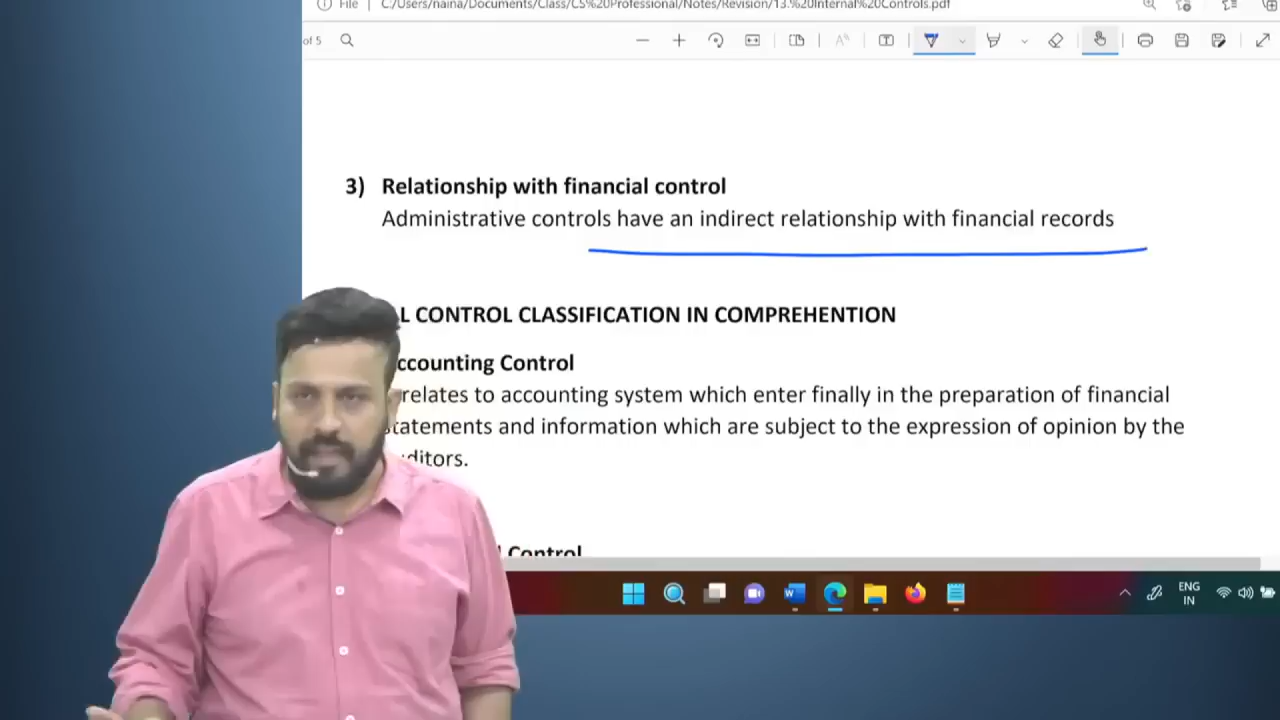 File | C:/Users/naina/Documents/Class/CS%20Professional/Notes/Revision/13.%20Internal%20Controls.pdf
of 5
3) Relationship with financial control
Administrative controls have an indirect relationship with financial records
L CONTROL CLASSIFICATION IN COMPREHENTION
ccounting Control
relates to accounting system which enter finally in the preparation of financial
statements and information which are subject to the expression of opinion by the
ditors.
Control
ENG
IN